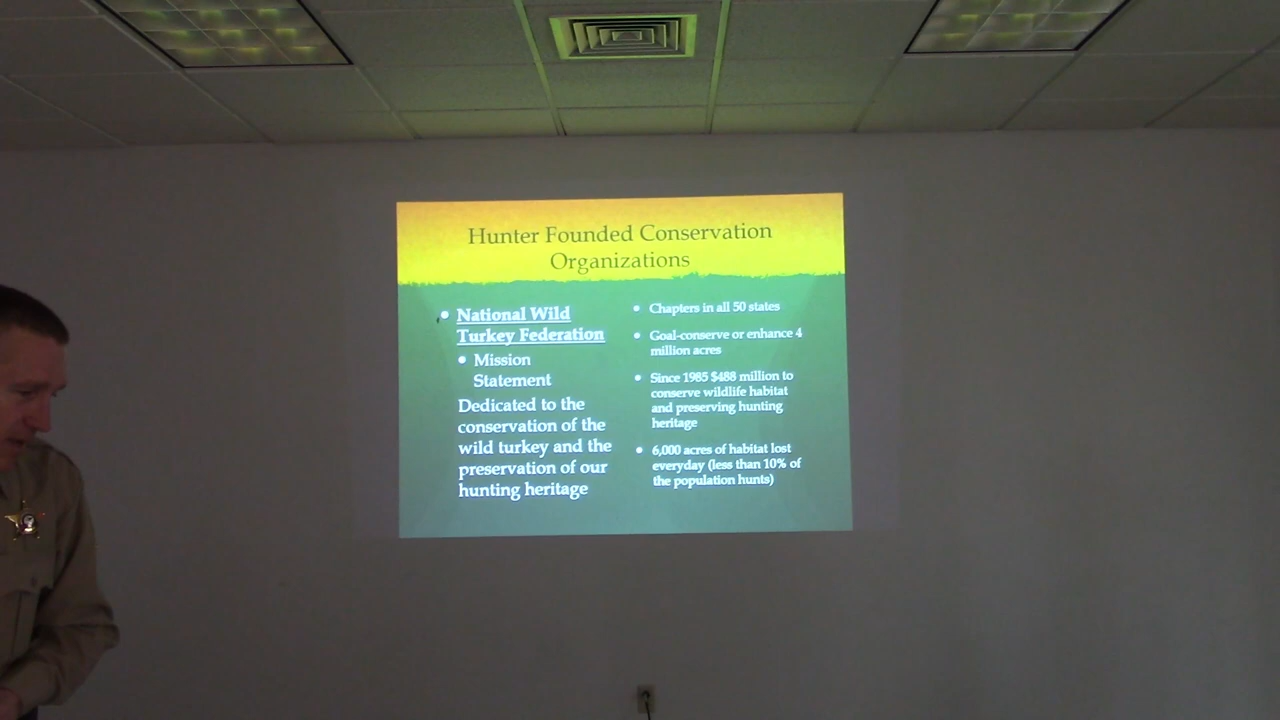 Hunter Founded Conservation
Organizations
• National Wild
Turkey Federation
• Mission
Statement
Dedicated to the
conservation of the
wild turkey and the
preservation of our
hunting heritage
• Chapters in all 50 states
• Goal-conserve or enhance 4
million acres
• Since 1985 $488 million to
conserve wildlife habitat
and preserving hunting
heritage
• 6,000 acres of habitat lost
everyday (less than 10% of
the population hunts)